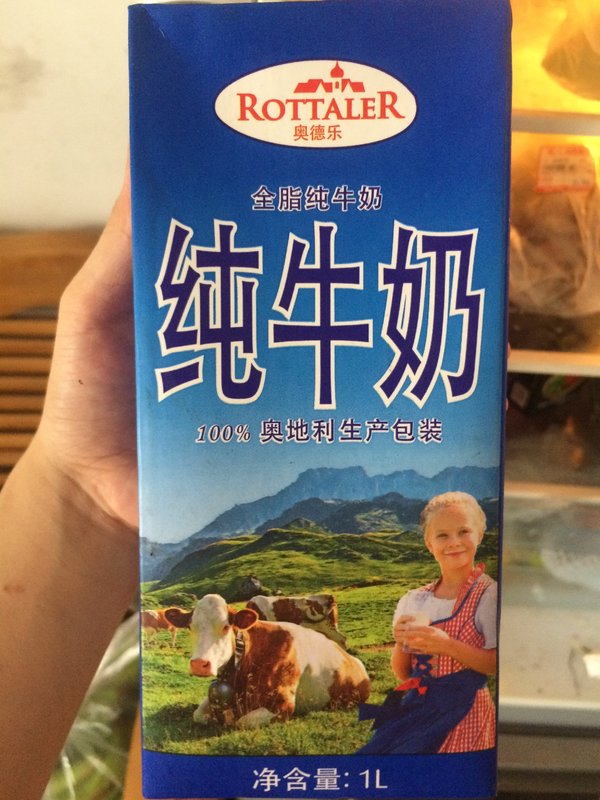 ROTTALER
奥德乐
全脂纯牛奶
纯牛奶
100% 奥地利生产包装
净含量: 1L